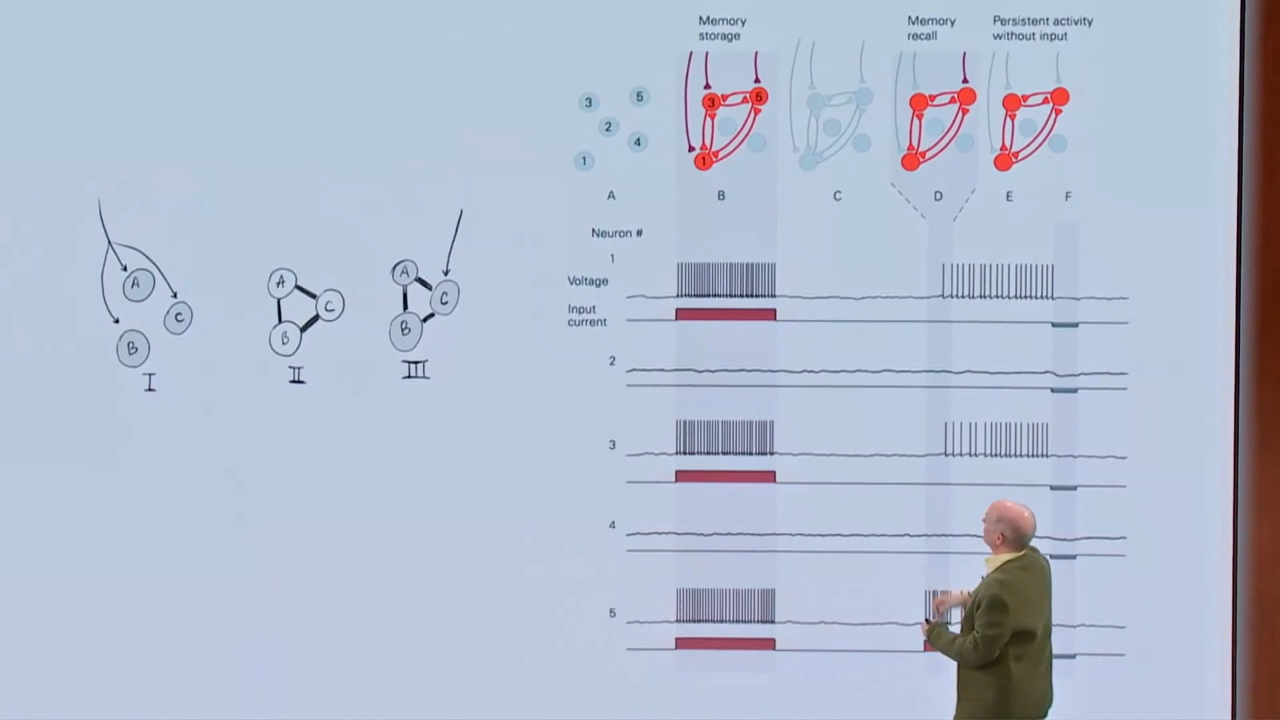 Memory
storage
Memory
recall
Persistent activity
without input
3
5
2
4
1
3
5
1
A
B
C
D
E
F
Neuron #
1
Voltage
Input
current
2
3
4
5
A
C
B
I
A
C
B
II
A
C
B
III